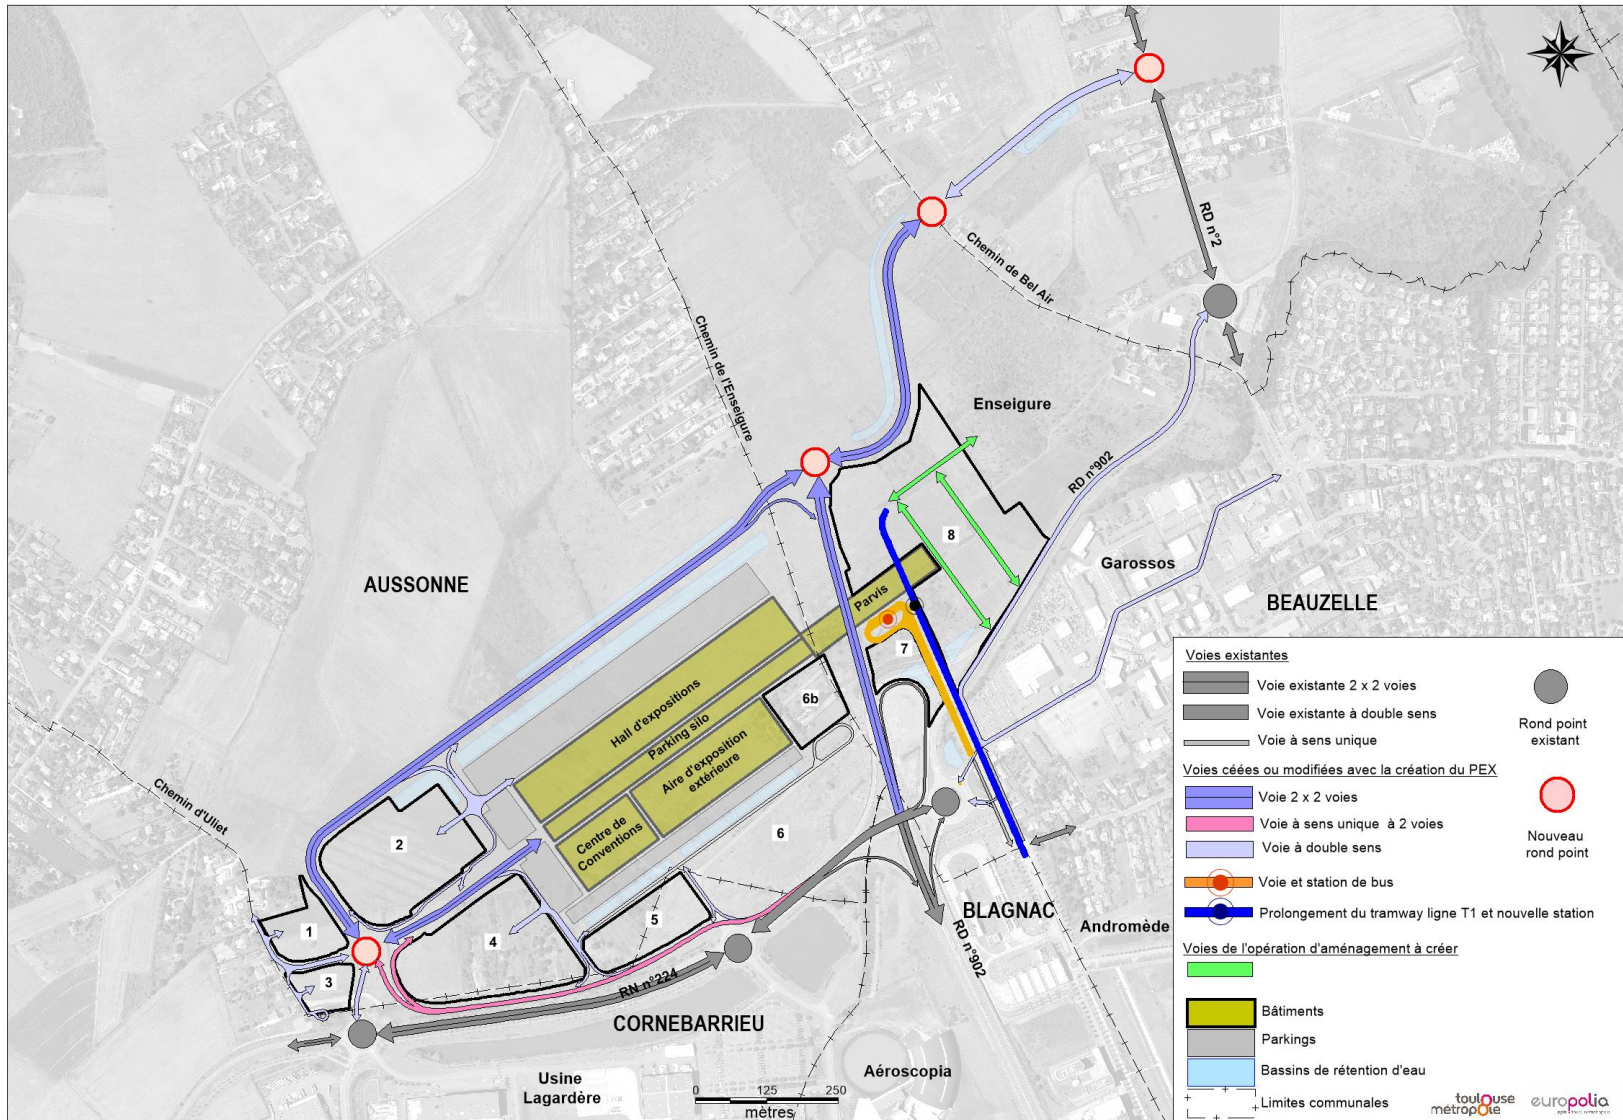 RD n°2
Chemin de Bel Air
Chemin de l'Enseigure
Enseigure
RD n°902
AUSSONNE
8
Garossos
BEAUZELLE
Parvis
7
6b
Hall d'expositions
Parking silo
Aire d'exposition
extérieure
Centre de
Conventions
Chemin d'Uliet
2
6
1
4
5
3
RN n°224
CORNEBARRIEU
BLAGNAC
RD n°902
Andromède
Usine
Lagardère
Aéroscopia
0 125 250
mètres
Voies existantes
Voie existante 2 x 2 voies
Voie existante à double sens
Voie à sens unique
Rond point
existant
Voies céées ou modifiées avec la création du PEX
Voie 2 x 2 voies
Voie à sens unique à 2 voies
Voie à double sens
Nouveau
rond point
Voie et station de bus
Prolongement du tramway ligne T1 et nouvelle station
Voies de l'opération d'aménagement à créer
Bâtiments
Parkings
Bassins de rétention d'eau
Limites communales
toulouse
métropole
europolia